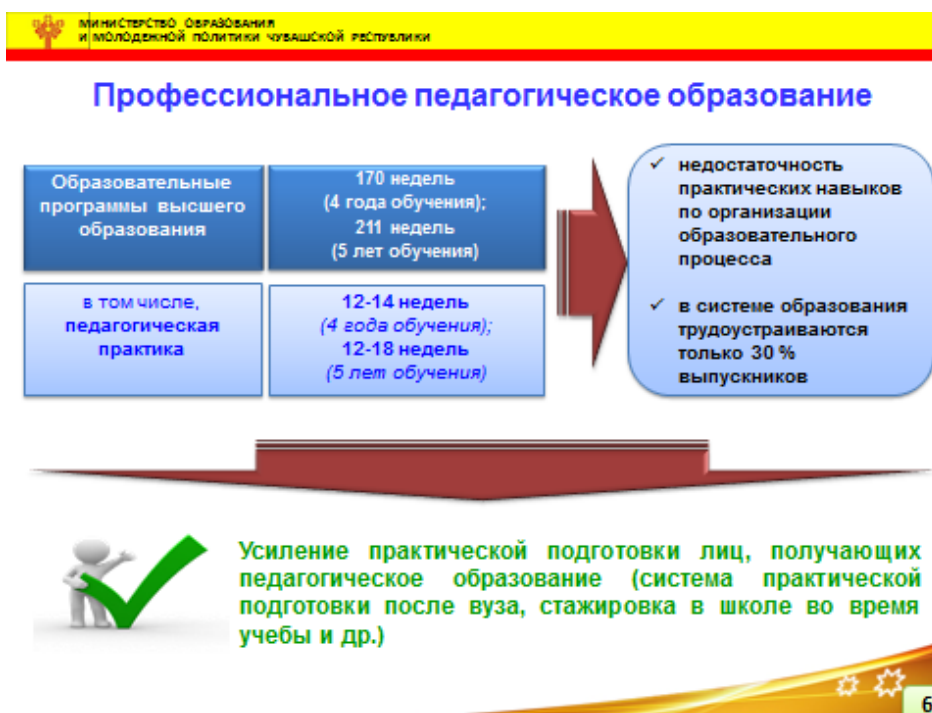 МИНИСТЕРСТВО ОБРАЗОВАНИЯ
И МОЛОДЕЖНОЙ ПОЛИТИКИ ЧУВАШСКОЙ РЕСПУБЛИКИ
Профессиональное педагогическое образование
Образовательные
программы высшего
образования
170 недель
(4 года обучения);
211 недель
(5 лет обучения)
в том числе,
педагогическая
практика
12-14 недель
(4 года обучения);
12-18 недель
(5 лет обучения)
✓ недостаточность
практических навыков
по организации
образовательного
процесса
✓ в системе образования
трудоустраиваются
только 30 %
выпускников
Усиление практической подготовки лиц, получающих
педагогическое образование (система практической
подготовки после вуза, стажировка в школе во время
учебы и др.)
6